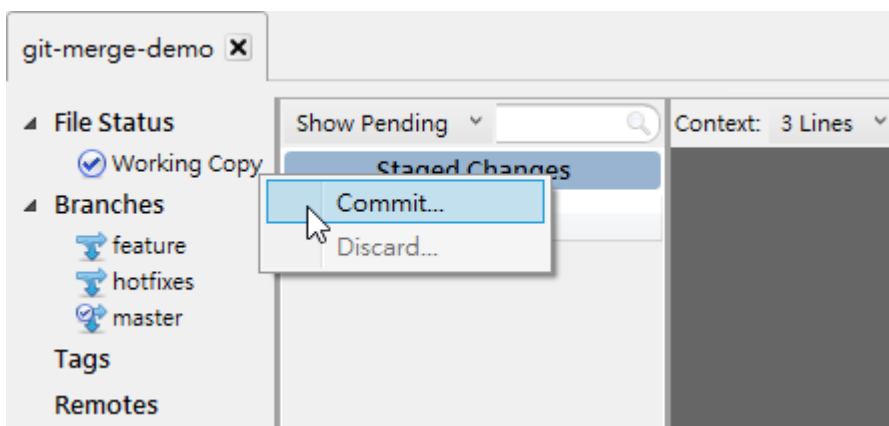 git-merge-demo
File Status
Working Copy
Branches
feature
hotfixes
master
Tags
Remotes
Show Pending
Staged Changes
Commit...
Discard...
Context: 3 Lines